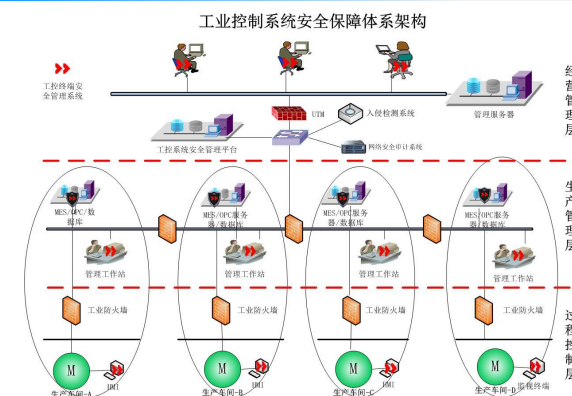 工业控制系统安全保障体系架构
工控终端安
全管理系统
UTM
入侵检测系统
管理服务器
经
营
管
理
层
工控系统安全管理平台
网络安全审计系统
MES/OPC/数
据库
MES/OPC服务
器/数据库
MES/OPC服务
器/数据库
MES/OPC服务
器/数据库
生
产
管
理
层
管理工作站
管理工作站
管理工作站
管理工作站
工业防火墙
工业防火墙
工业防火墙
工业防火墙
过
程
控
制
层
M
M
M
M
HMI
HMI
HMI
监视终端
生产车间-A
生产车间-B
生产车间-C
生产车间-D